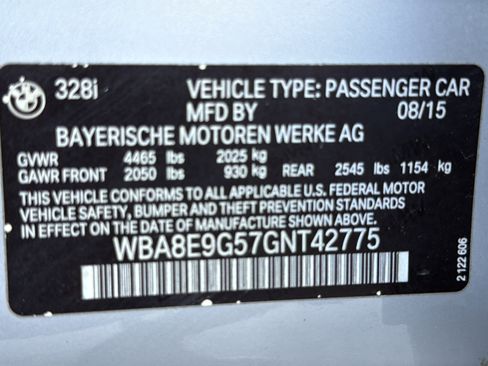 328i VEHICLE TYPE: PASSENGER CAR
MFD BY 08/15
BAYERISCHE MOTOREN WERKE AG
GVWR 4465 lbs 2025 kg
GAWR FRONT 2050 lbs 930 kg REAR 2545 lbs 1154 kg
THIS VEHICLE CONFORMS TO ALL APPLICABLE U.S. FEDERAL MOTOR
VEHICLE SAFETY, BUMPER AND THEFT PREVENTION STANDARDS
IN EFFECT ON THE DATE OF MANUFACTURE SHOWN ABOVE.
WBA8E9G57GNT42775
2 122 606